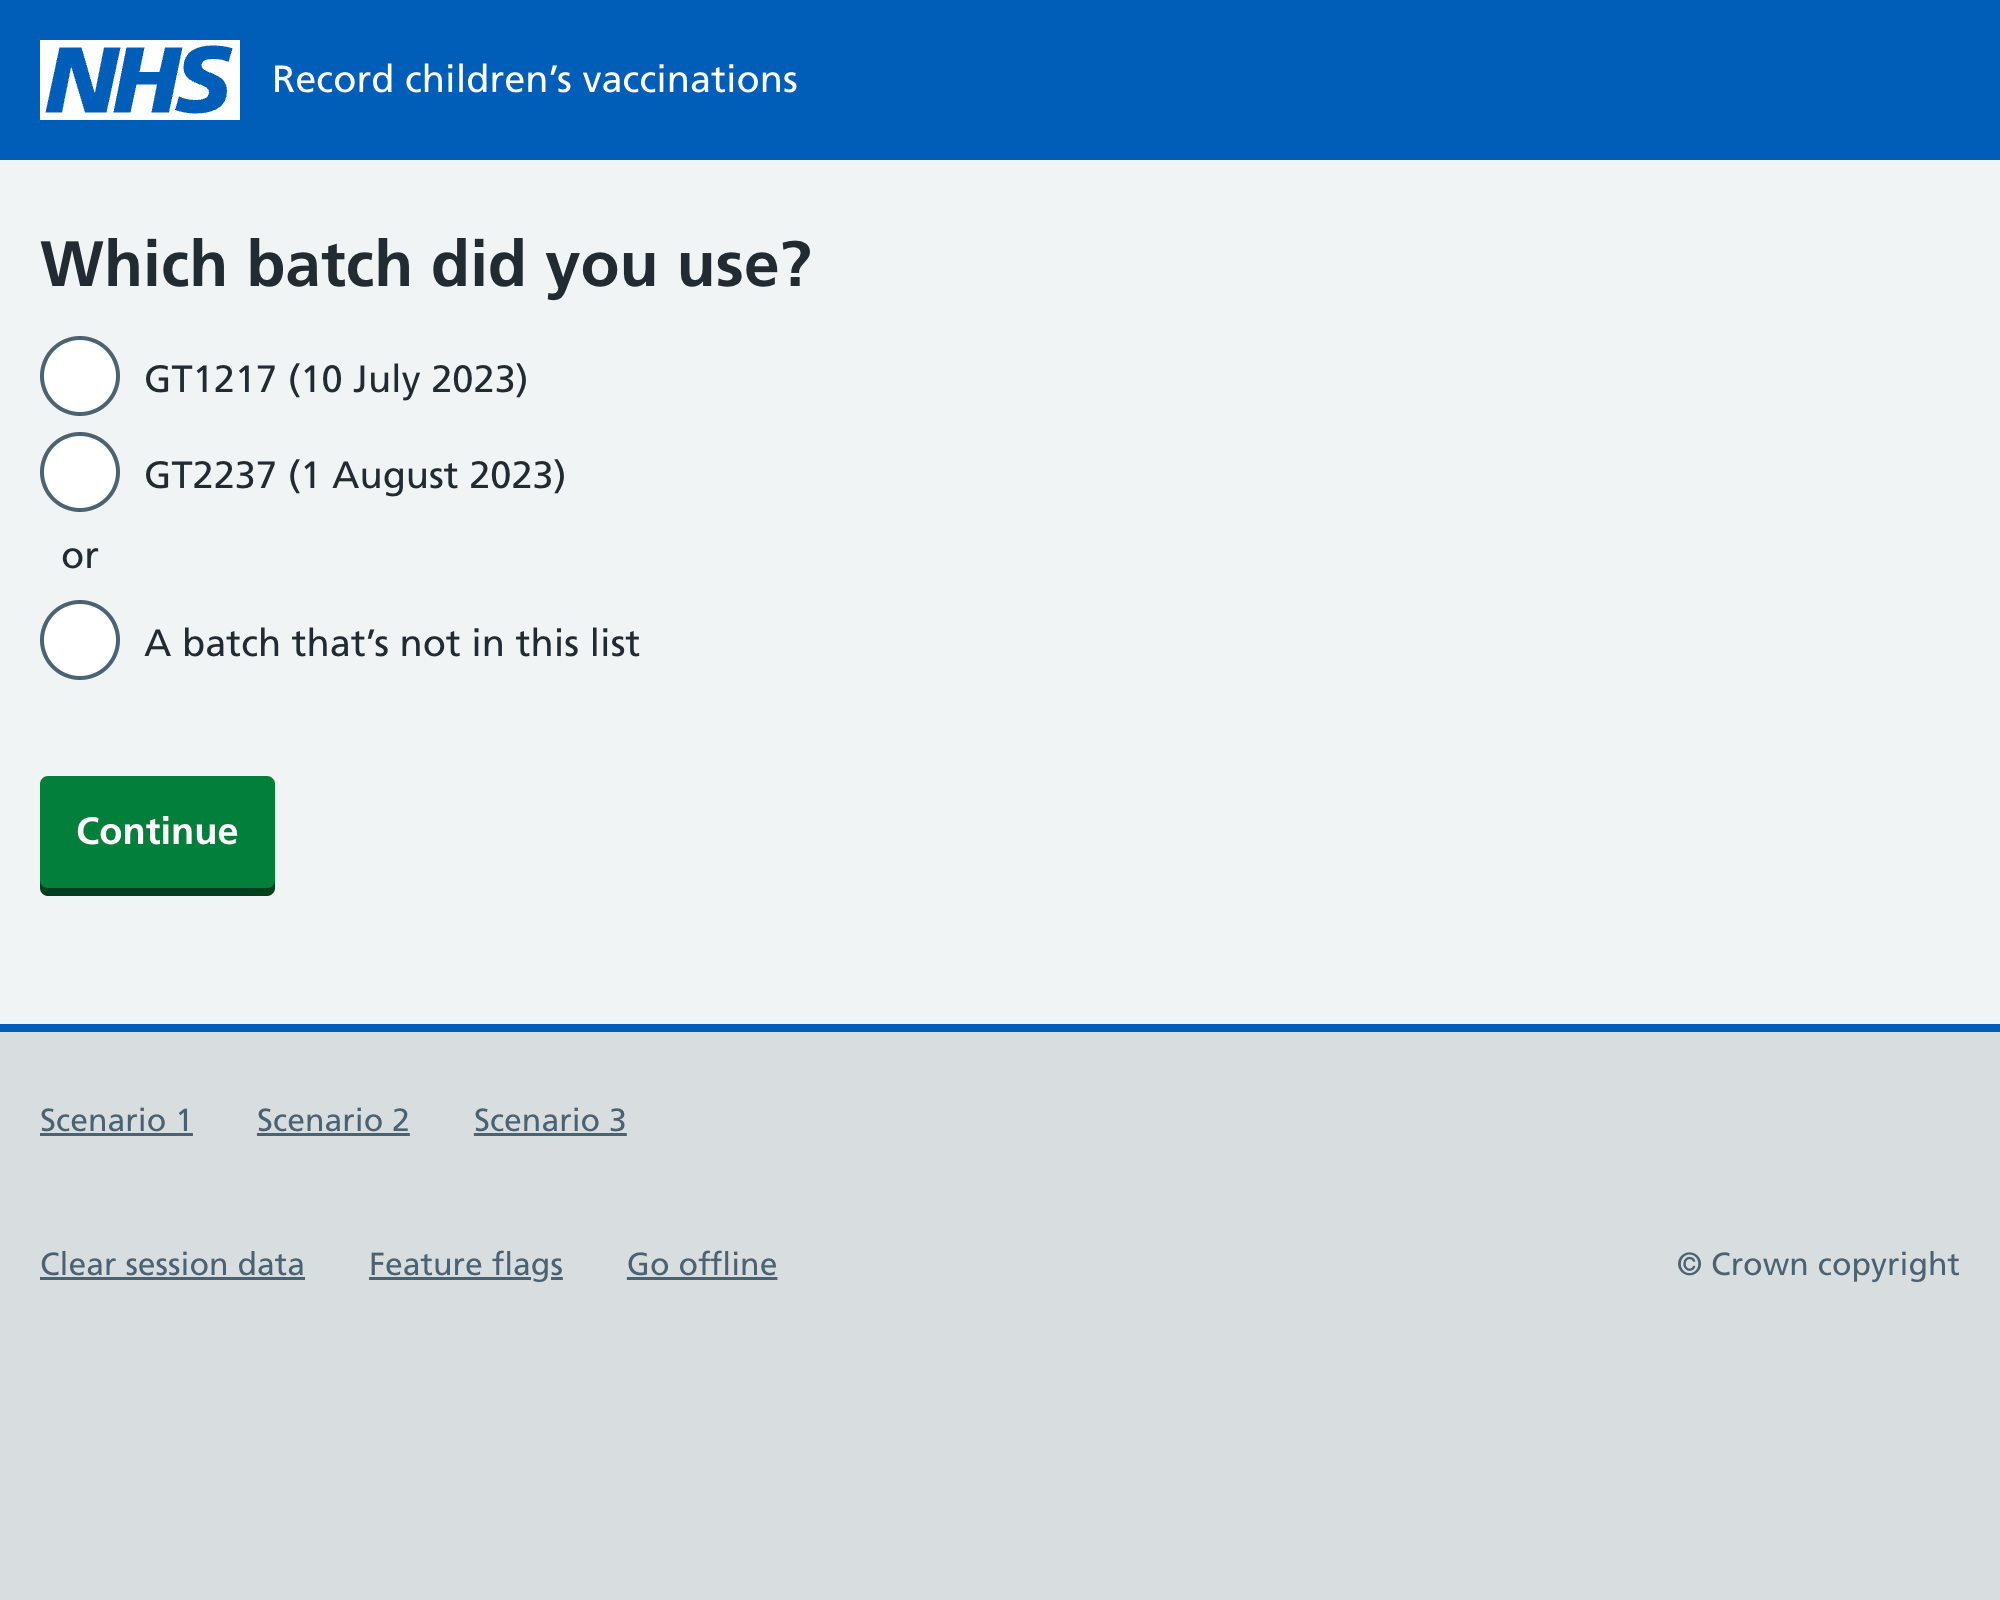 NHS Record children’s vaccinations
Which batch did you use?
GT1217 (10 July 2023)
GT2237 (1 August 2023)
or
A batch that’s not in this list
Continue
Scenario 1 Scenario 2 Scenario 3
Clear session data Feature flags Go offline © Crown copyright